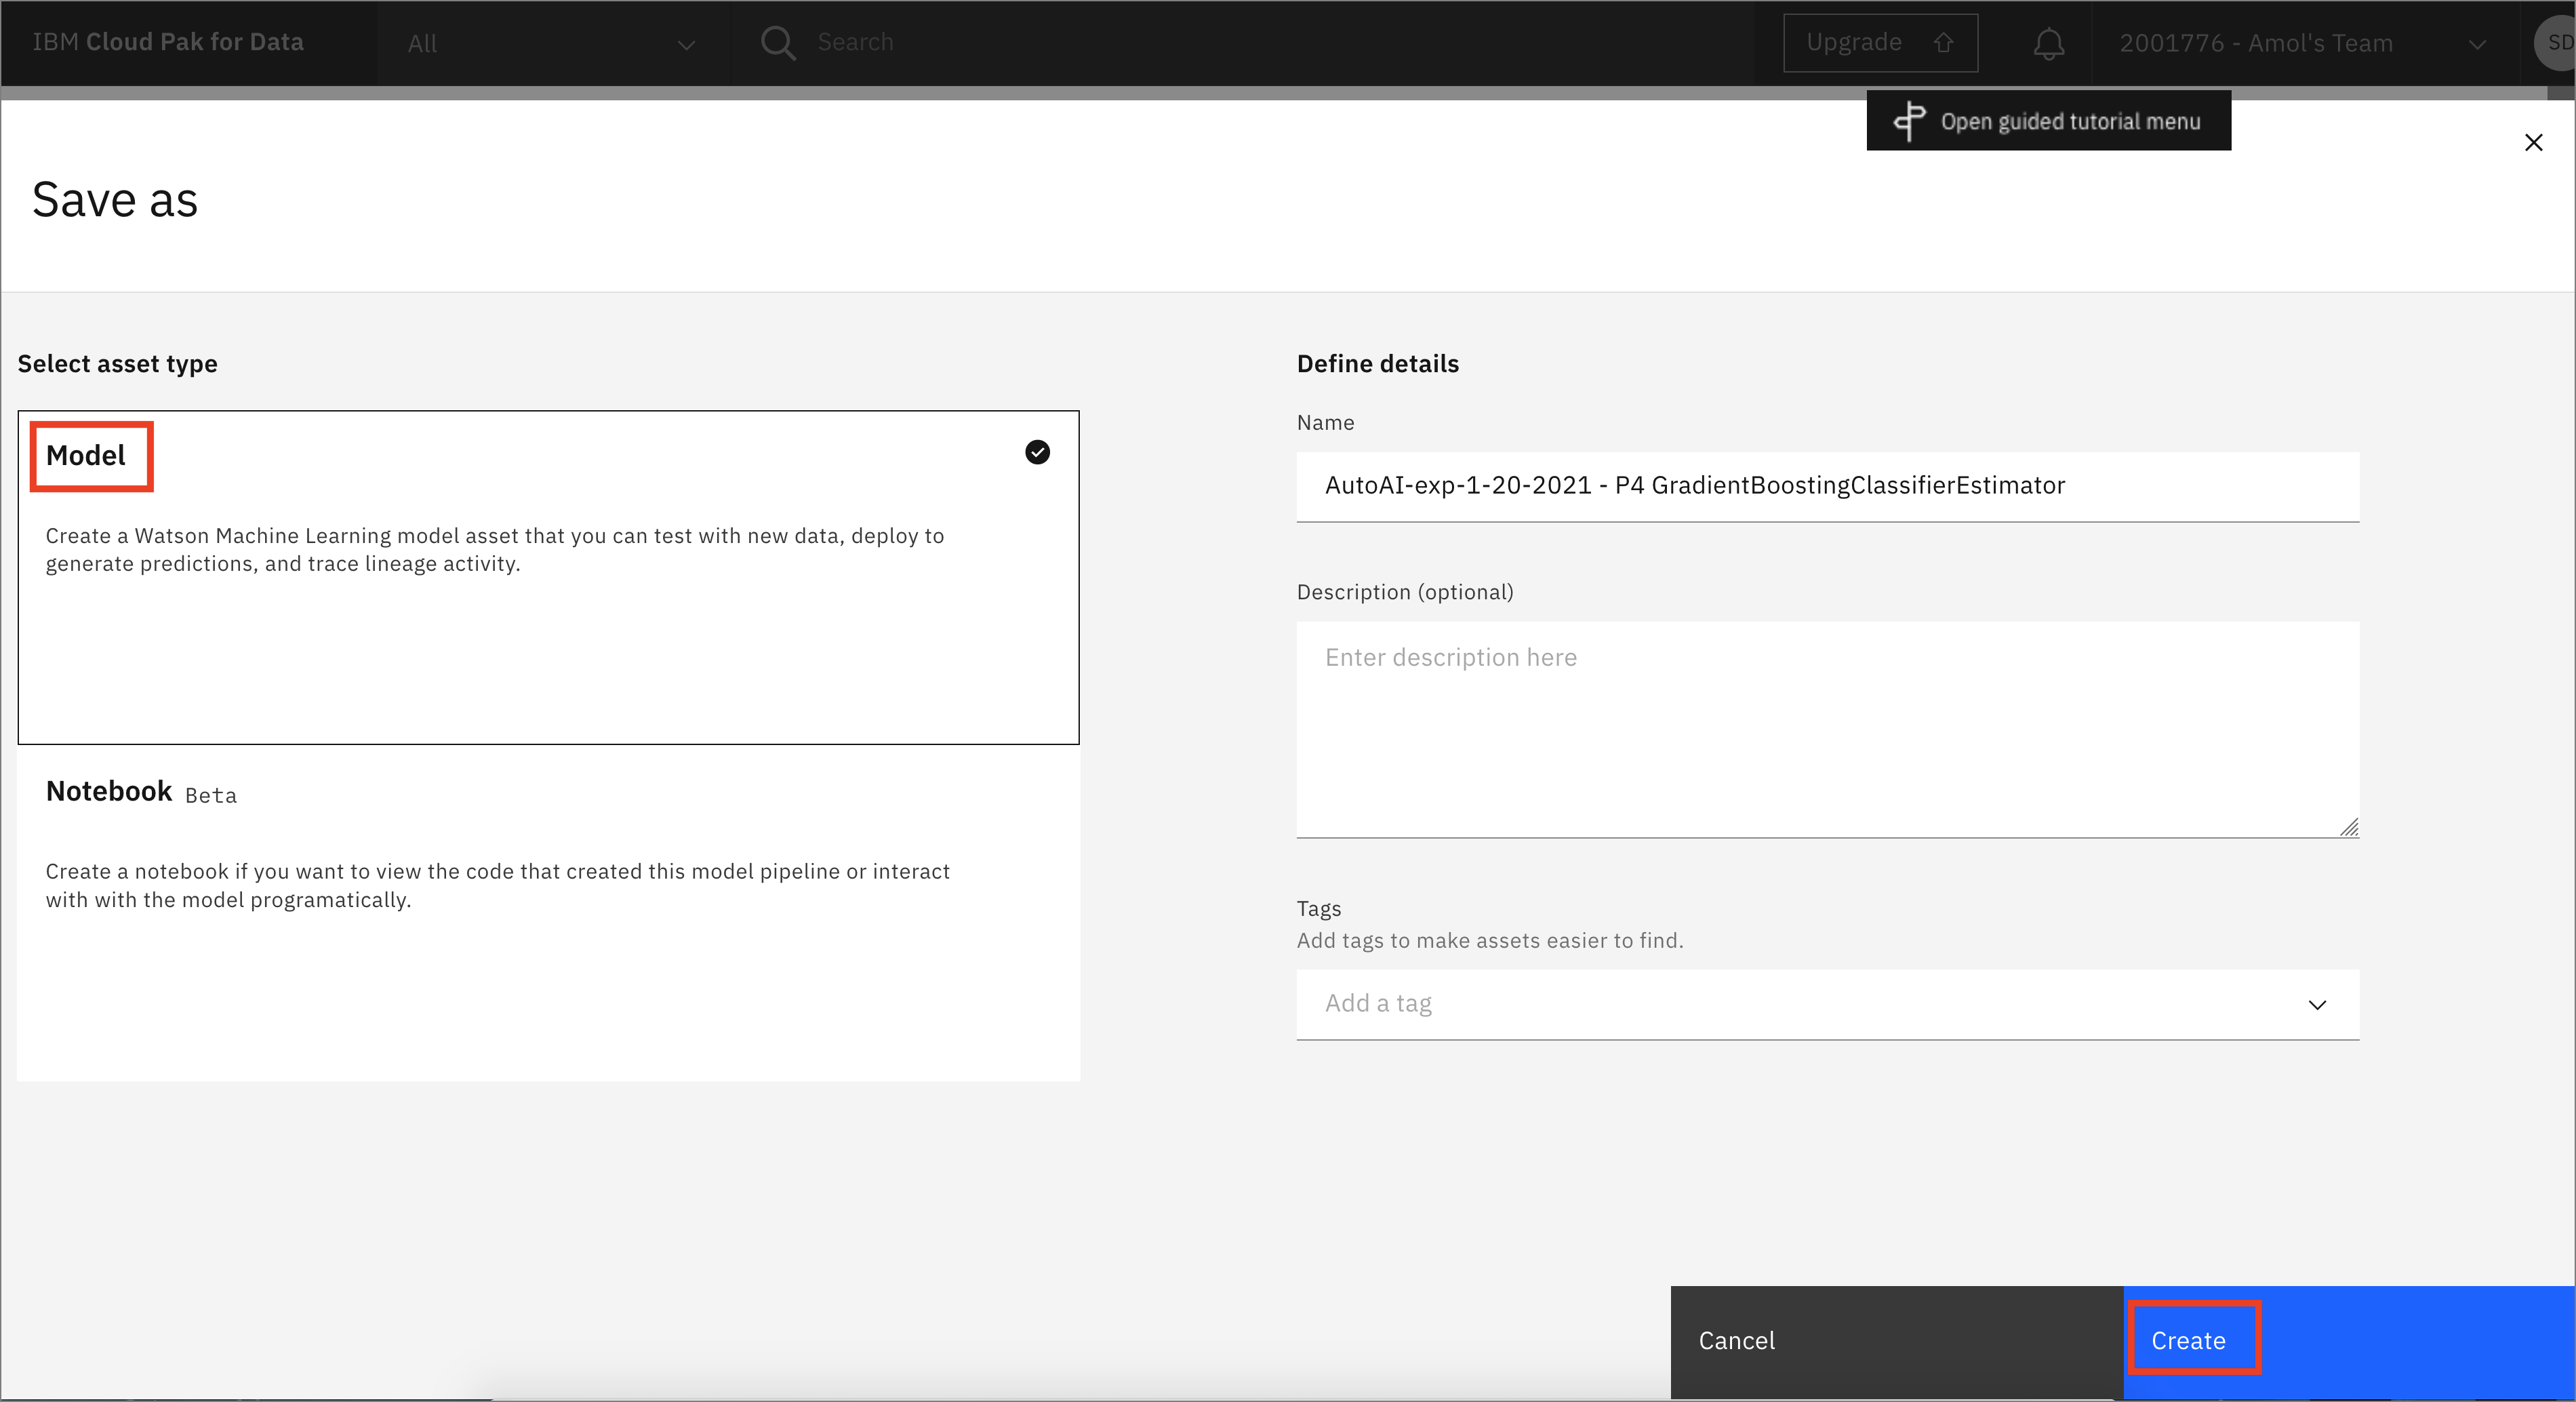 IBM Cloud Pak for Data
All
Search
Upgrade
2001776 - Amol's Team
SD
Open guided tutorial menu
Save as
Select asset type
Model
Create a Watson Machine Learning model asset that you can test with new data, deploy to
generate predictions, and trace lineage activity.
Notebook Beta
Create a notebook if you want to view the code that created this model pipeline or interact
with with the model programatically.
Define details
Name
AutoAI-exp-1-20-2021 - P4 GradientBoostingClassifierEstimator
Description (optional)
Enter description here
Tags
Add tags to make assets easier to find.
Add a tag
Cancel
Create